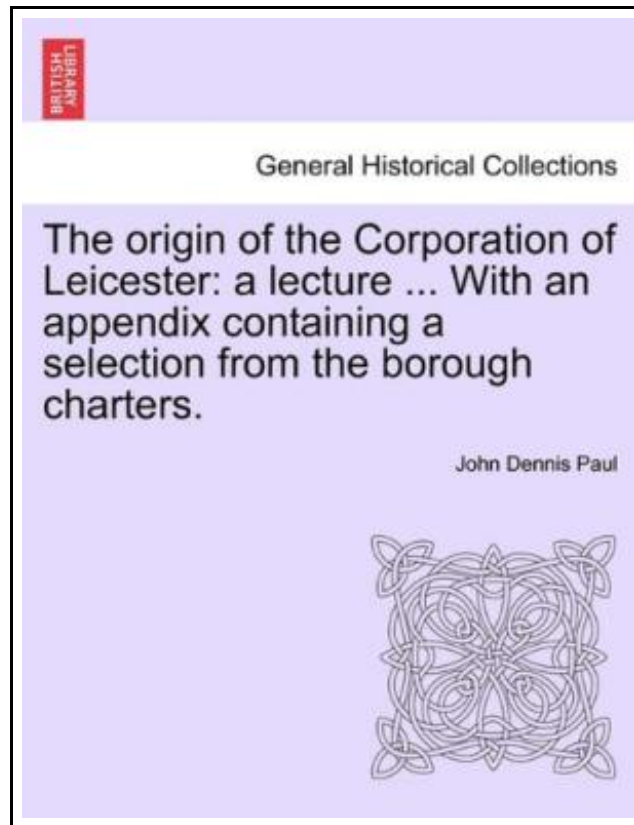 BRITISH
LIBRARY
General Historical Collections
The origin of the Corporation of
Leicester: a lecture ... With an
appendix containing a
selection from the borough
charters.
John Dennis Paul